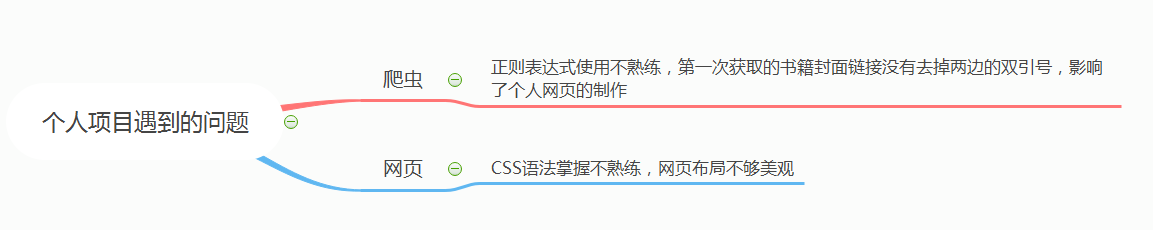 个人项目遇到的问题
爬虫
正则表达式使用不熟练，第一次获取的书籍封面链接没有去掉两边的双引号，影响
了个人网页的制作
网页
CSS语法掌握不熟练，网页布局不够美观